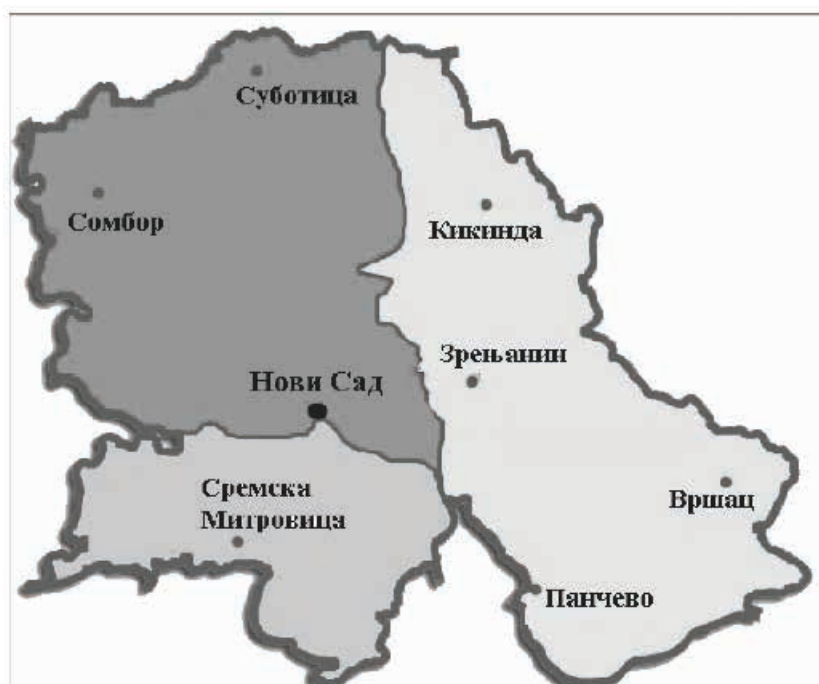 Суботица
Сомбор
Кикинда
Зрењанин
Нови Сад
Сремска
Митровица
Вршац
Панчево